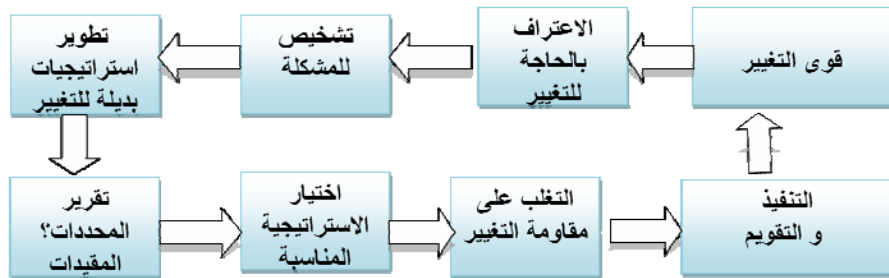 قوى التغيير
الاعتراف
بالحاجة
للتغيير
تشخيص
للمشكلة
تطوير
استراتيجيات
بديلة للتغيير
تقرير
المحددات؟
المقيدات
اختيار
الاستراتيجية
المناسبة
التغلب على
مقاومة التغيير
التنفيذ
و التقويم